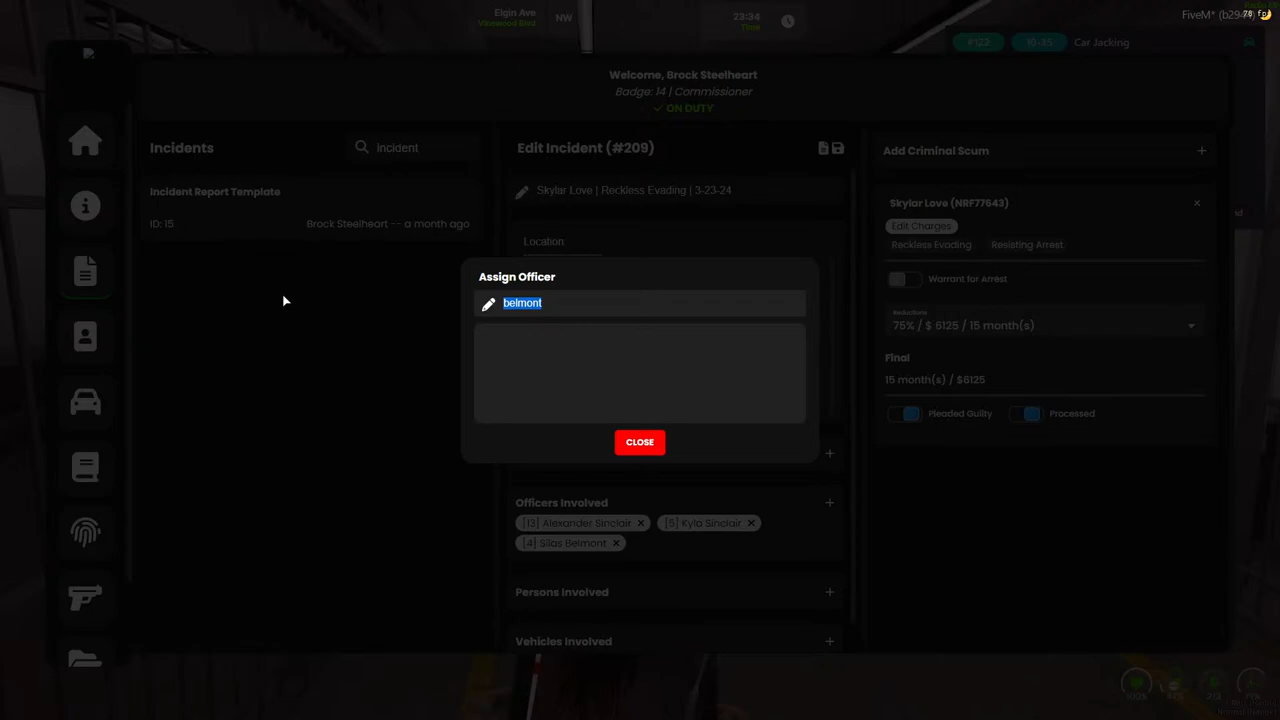 Elgin Ave
Vinewood Blvd
NW
23:34
Time
#122
10-35
Car Jacking
Welcome, Brock Steelheart
Badge: 14 | Commissioner
ON DUTY
Incidents
Incident
Incident Report Template
ID: 15
Brock Steelheart -- a month ago
Edit Incident (#209)
Skylar Love | Reckless Evading | 3-23-24
Location
Assign Officer
belmont
CLOSE
Officers Involved
[13] Alexander Sinclair
[5] Kyla Sinclair
[4] Silas Belmont
Persons Involved
Vehicles Involved
Add Criminal Scum
Skylar Love (NRF77643)
Edit Charges
Reckless Evading
Resisting Arrest
Warrant for Arrest
Reductions
75% / $ 6125 / 15 month(s)
Final
15 month(s) / $6125
Pleaded Guilty
Processed